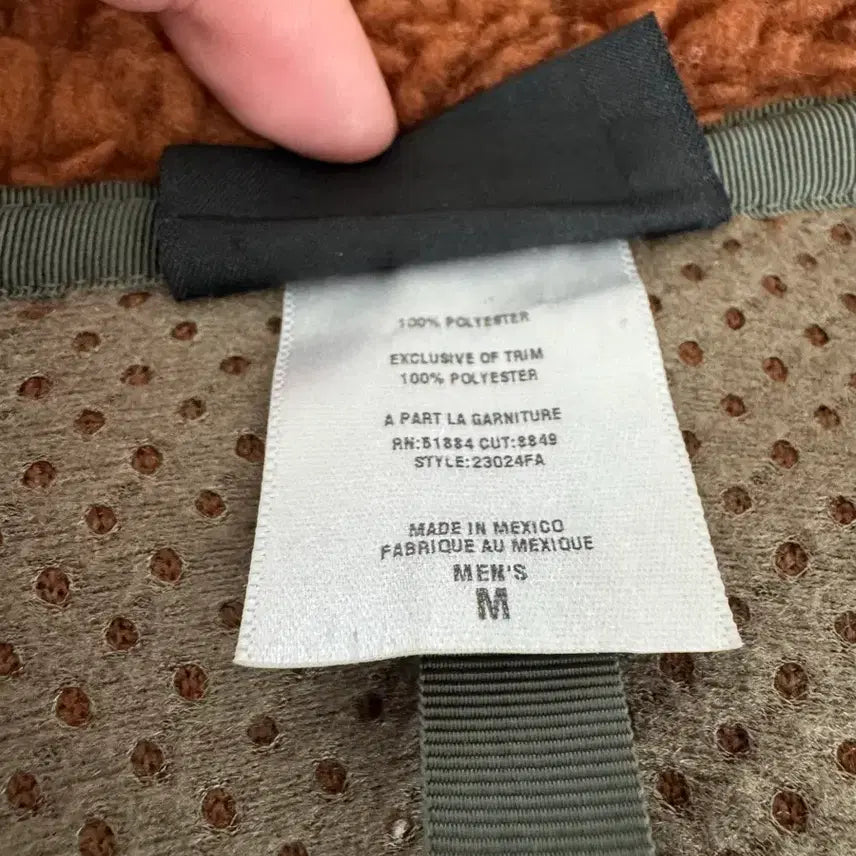 100% POLYESTER
EXCLUSIVE OF TRIM
100% POLYESTER
A PART LA GARNITURE
RN:51884 CUT:8849
STYLE:23024FA
MADE IN MEXICO
FABRIQUE AU MEXIQUE
MEN'S
M